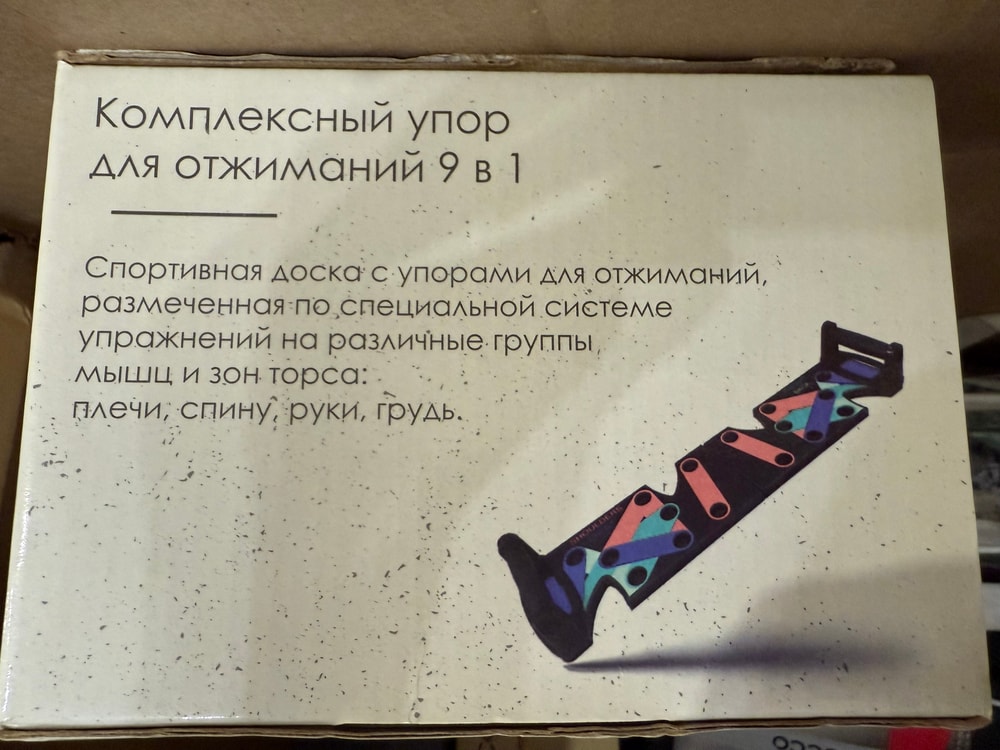 Комплексный упор
для отжиманий 9 в 1
Спортивная доска с упорами для отжиманий,
размеченная по специальной системе
упражнений на различные группы
мышц и зон торса:
плечи, спину, руки, грудь.
SHOULDERS